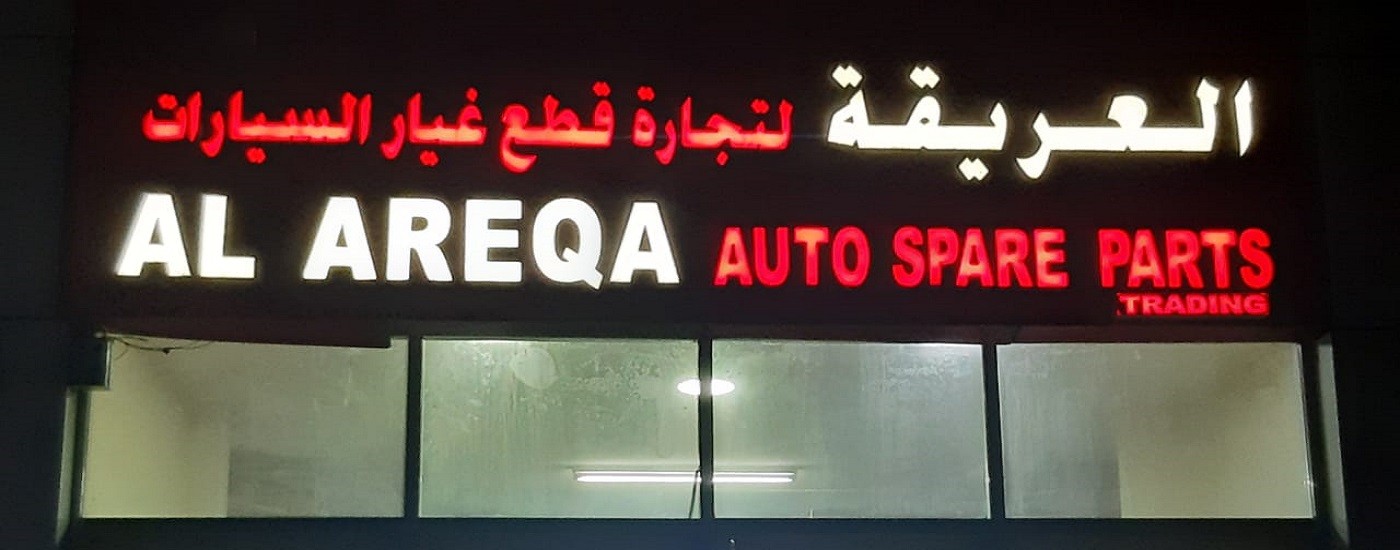 العريقة لتجارة قطع غيار السيارات
AL AREQA AUTO SPARE PARTS
TRADING